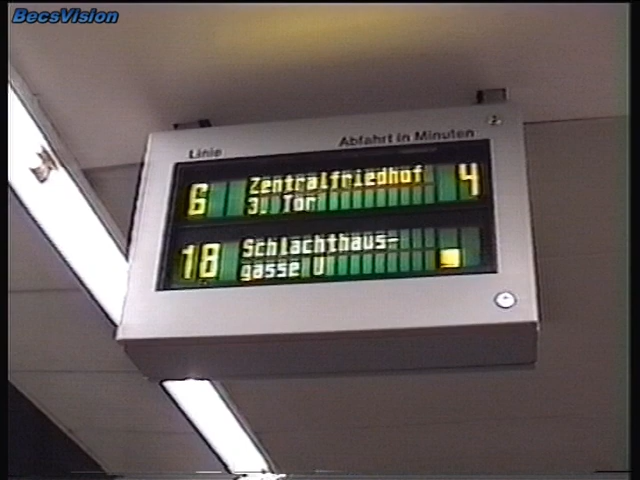 BecsVision
Linie Abfahrt in Minuten
6 Zentralfriedhof 4
3. Tor
18 Schlachthaus-
gasse U